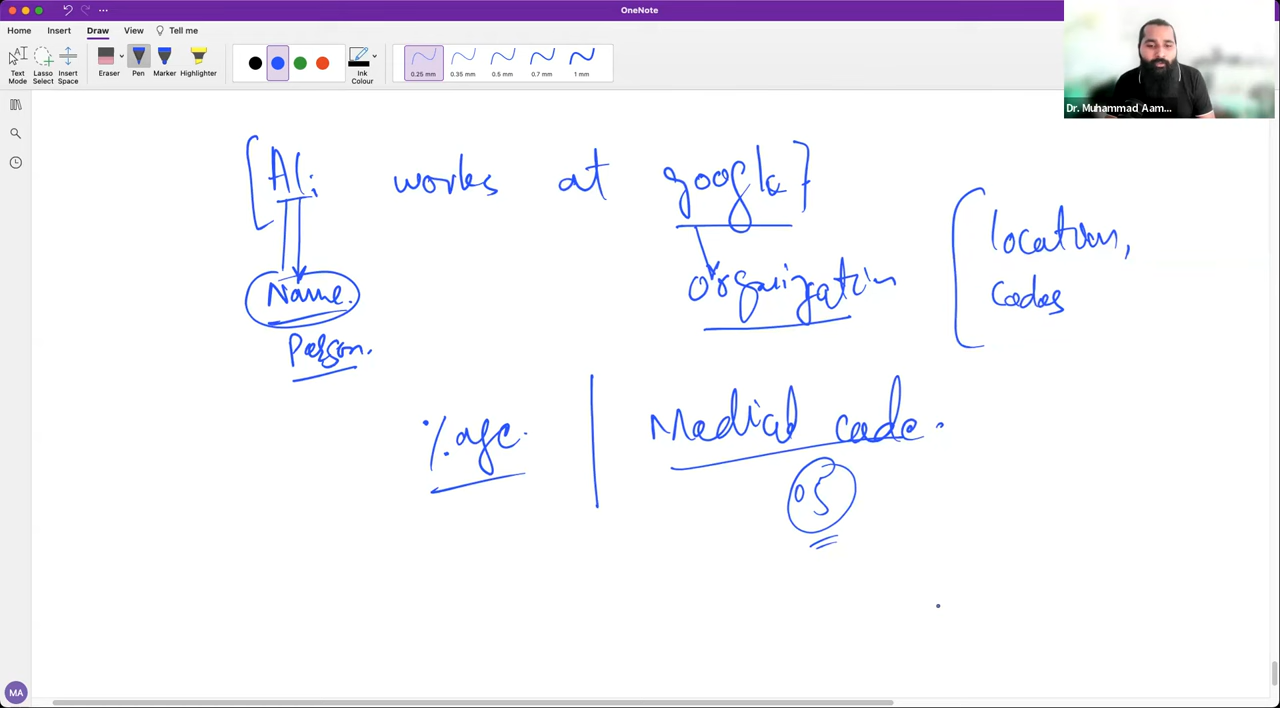 OneNote
Home Insert Draw View Tell me
Text Mode
Lasso Select
Insert Space
Eraser
Pen
Marker
Highlighter
Ink Colour
0.25 mm
0.35 mm
0.5 mm
0.7 mm
1 mm
Dr. Muhammad Aam...
[Ali works at google}
Name.
Person.
organization
location,
codes
%age.
Medical code.
05
MA